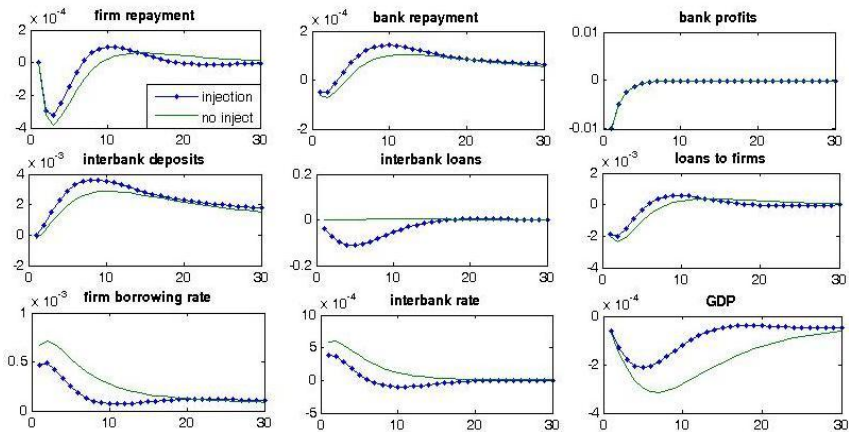 firm repayment
x 10^-4
2
0
-2
-4
0 10 20 30
injection
no inject
bank repayment
x 10^-4
2
0
-2
0 10 20 30
bank profits
0.01
0
-0.01
0 10 20 30
interbank deposits
x 10^-3
4
2
0
-2
0 10 20 30
interbank loans
0.2
0
-0.2
0 10 20 30
loans to firms
x 10^-3
2
0
-2
-4
0 10 20 30
firm borrowing rate
x 10^-3
1
0.5
0
0 10 20 30
interbank rate
x 10^-4
10
5
0
-5
0 10 20 30
GDP
x 10^-4
0
-2
-4
0 10 20 30